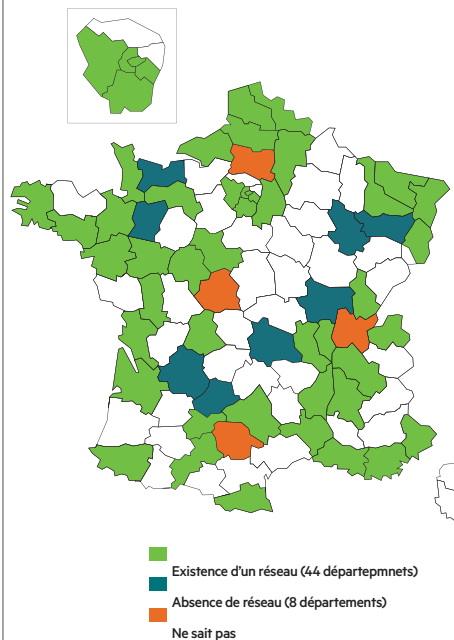 Existence d'un réseau (44 départepmnets)
Absence de réseau (8 départements)
Ne sait pas